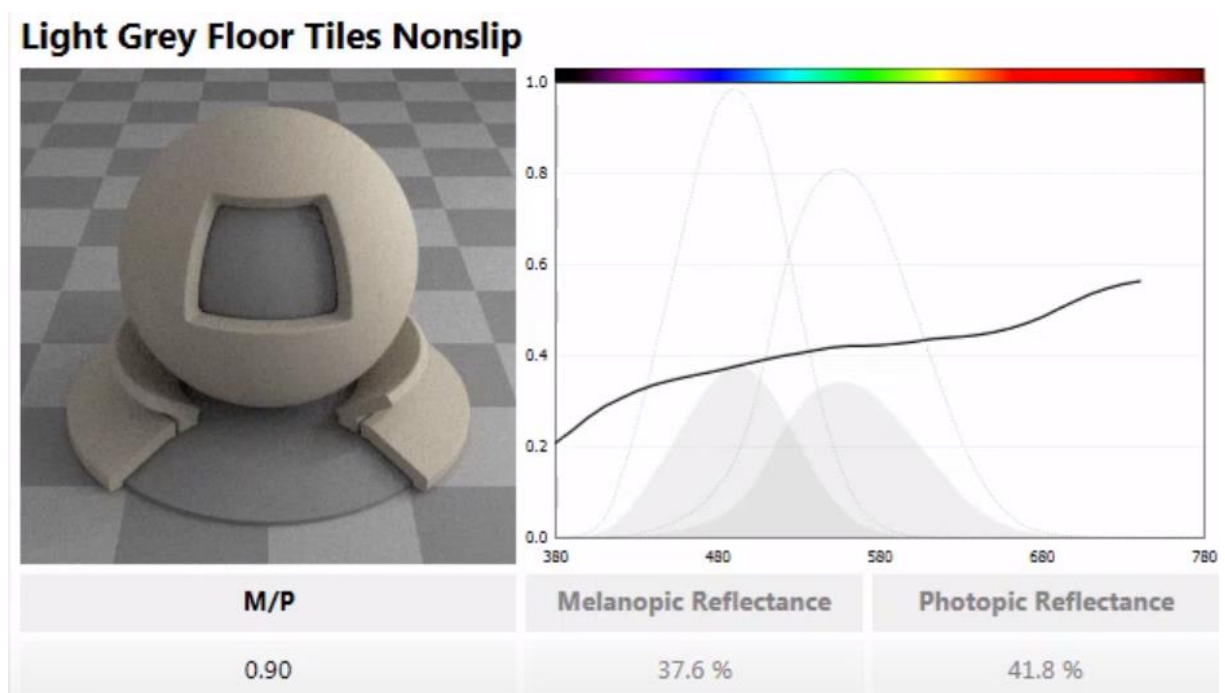 Light Grey Floor Tiles Nonslip
1.0
0.8
0.6
0.4
0.2
0.0
380 480 580 680 780
M/P Melanopic Reflectance Photopic Reflectance
0.90 37.6 % 41.8 %